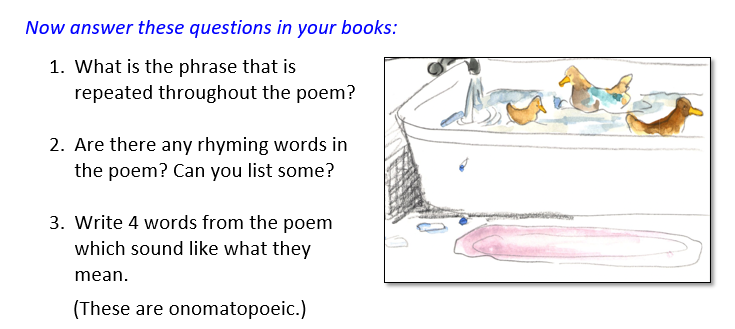 Now answer these questions in your books:
1. What is the phrase that is
repeated throughout the poem?
2. Are there any rhyming words in
the poem? Can you list some?
3. Write 4 words from the poem
which sound like what they
mean.
(These are onomatopoeic.)